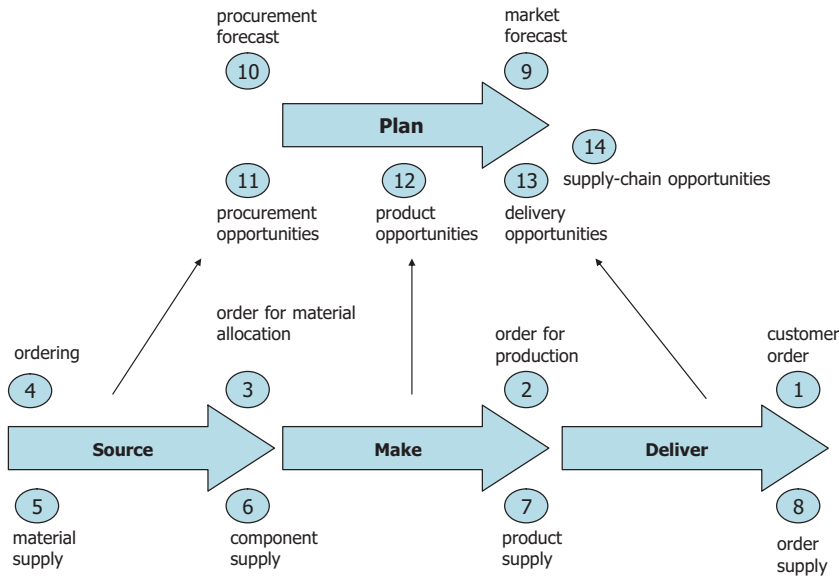 procurement
forecast
market
forecast
10
9
Plan
14
11
12
13
supply-chain opportunities
procurement
opportunities
product
opportunities
delivery
opportunities
order for material
allocation
ordering
order for
production
customer
order
4
3
2
1
Source
Make
Deliver
5
6
7
8
material
supply
component
supply
product
supply
order
supply